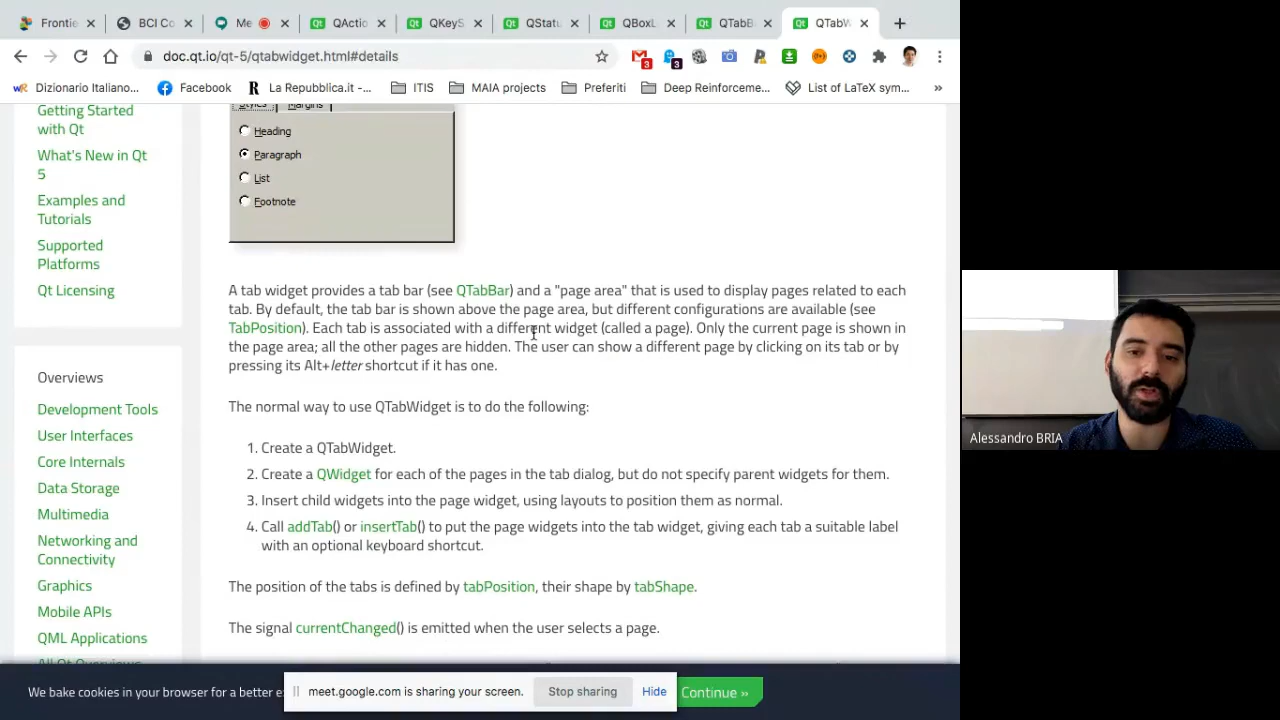 Frontie
BCI Co
Me
QActio
QKeyS
QStatu
QBoxL
QTabB
QTabW
doc.qt.io/qt-5/qtabwidget.html#details
3
3
Dizionario Italiano...
Facebook
La Repubblica.it -...
ITIS
MAIA projects
Preferiti
Deep Reinforceme...
List of LaTeX sym...
»
Getting Started
with Qt
What's New in Qt
5
Examples and
Tutorials
Supported
Platforms
Qt Licensing
Overviews
Development Tools
User Interfaces
Core Internals
Data Storage
Multimedia
Networking and
Connectivity
Graphics
Mobile APIs
QML Applications
All Qt Overviews
Styles Margins
Heading
Paragraph
List
Footnote
A tab widget provides a tab bar (see QTabBar) and a "page area" that is used to display pages related to each
tab. By default, the tab bar is shown above the page area, but different configurations are available (see
TabPosition). Each tab is associated with a different widget (called a page). Only the current page is shown in
the page area; all the other pages are hidden. The user can show a different page by clicking on its tab or by
pressing its Alt+letter shortcut if it has one.
The normal way to use QTabWidget is to do the following:
1. Create a QTabWidget.
2. Create a QWidget for each of the pages in the tab dialog, but do not specify parent widgets for them.
3. Insert child widgets into the page widget, using layouts to position them as normal.
4. Call addTab() or insertTab() to put the page widgets into the tab widget, giving each tab a suitable label
with an optional keyboard shortcut.
The position of the tabs is defined by tabPosition, their shape by tabShape.
The signal currentChanged() is emitted when the user selects a page.
We bake cookies in your browser for a better e
meet.google.com is sharing your screen.
Stop sharing
Hide
Continue »
Alessandro BRIA